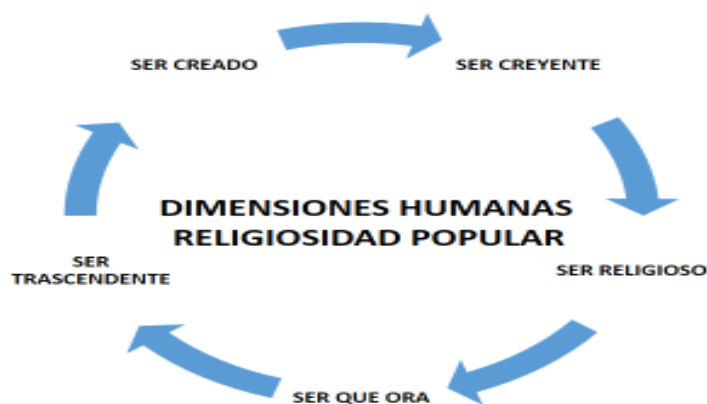 SER CREADO
SER CREYENTE
DIMENSIONES HUMANAS
RELIGIOSIDAD POPULAR
SER
TRASCENDENTE
SER RELIGIOSO
SER QUE ORA